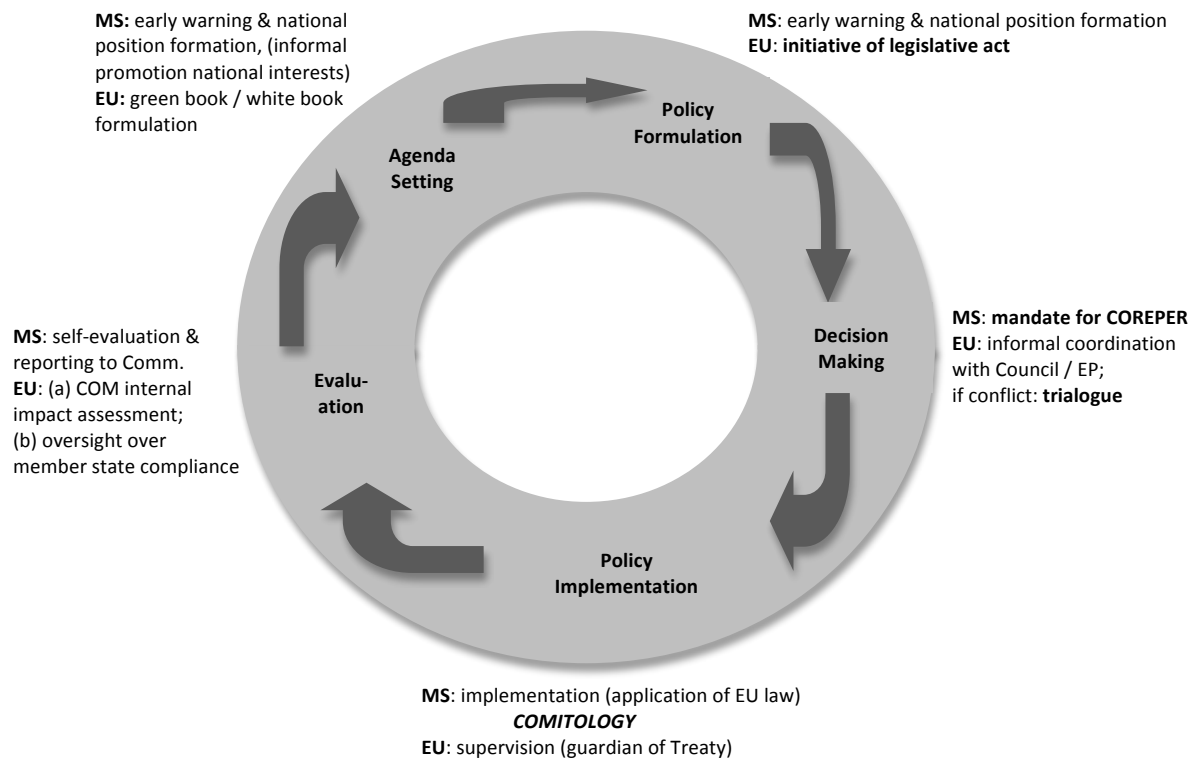 MS: early warning & national
position formation, (informal
promotion national interests)
EU: green book / white book
formulation
MS: early warning & national position formation
EU: initiative of legislative act
Agenda
Setting
Policy
Formulation
Decision
Making
MS: mandate for COREPER
EU: informal coordination
with Council / EP;
if conflict: trialogue
Policy
Implementation
MS: implementation (application of EU law)
COMITOLOGY
EU: supervision (guardian of Treaty)
Evalu-
ation
MS: self-evaluation &
reporting to Comm.
EU: (a) COM internal
impact assessment;
(b) oversight over
member state compliance